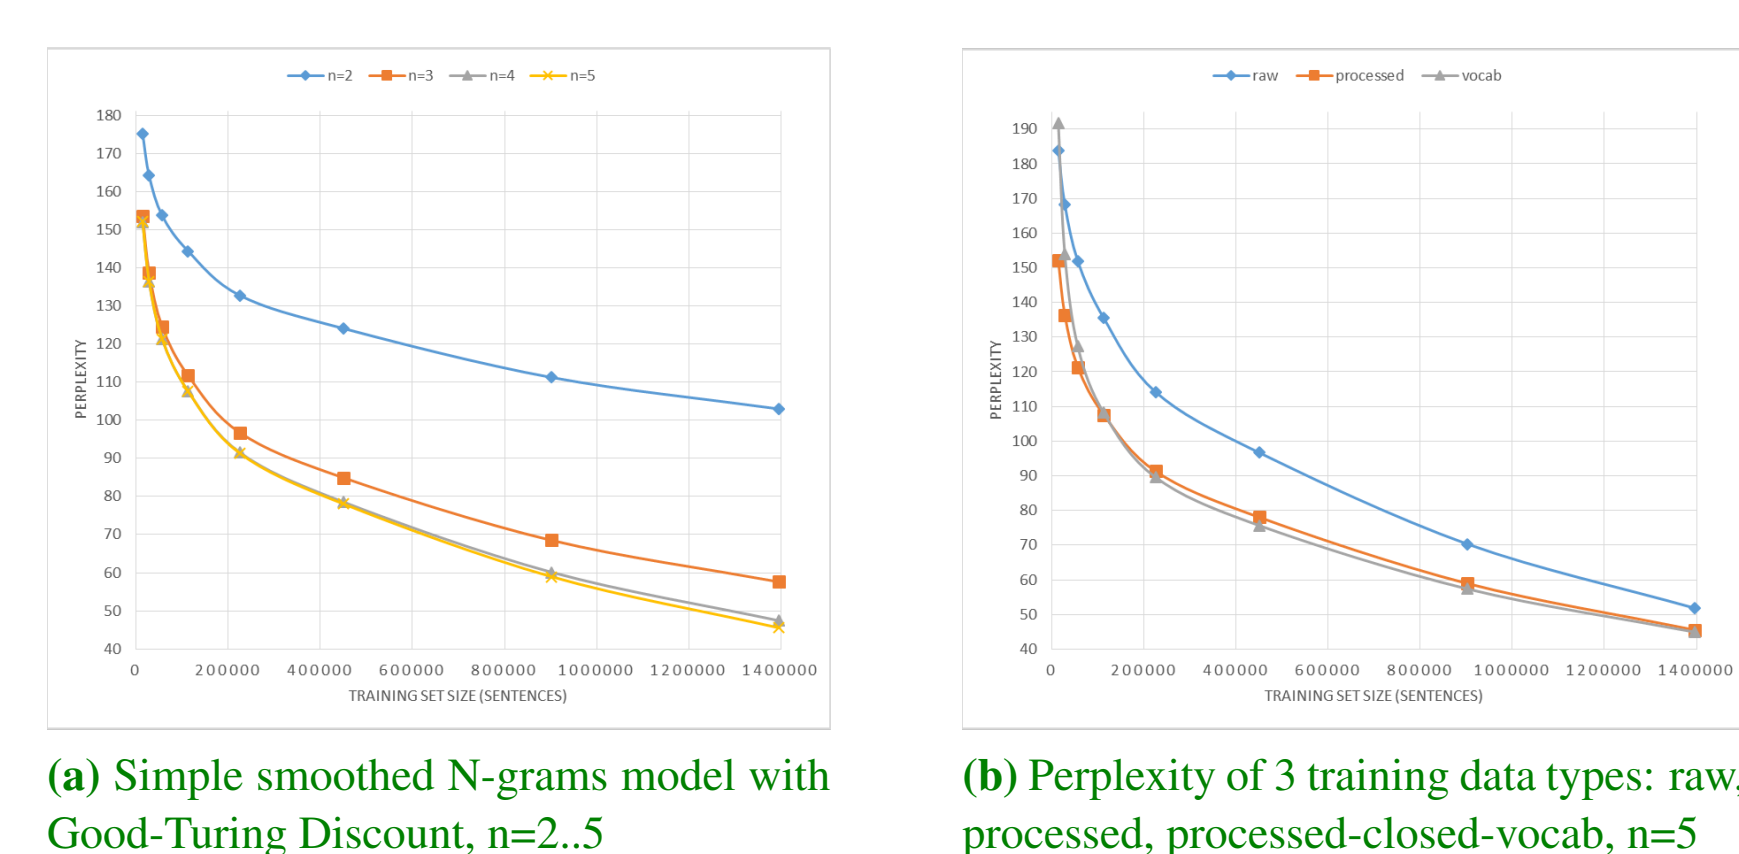 n=2 n=3 n=4 n=5
180
170
160
150
140
130
120
110
100
90
80
70
60
50
40
PERPLEXITY
0 200000 400000 600000 800000 1000000 1200000 1400000
TRAINING SET SIZE (SENTENCES)
(a) Simple smoothed N-grams model with
Good-Turing Discount, n=2..5
raw processed vocab
190
180
170
160
150
140
130
120
110
100
90
80
70
60
50
40
PERPLEXITY
0 200000 400000 600000 800000 1000000 1200000 1400000
TRAINING SET SIZE (SENTENCES)
(b) Perplexity of 3 training data types: raw,
processed, processed-closed-vocab, n=5